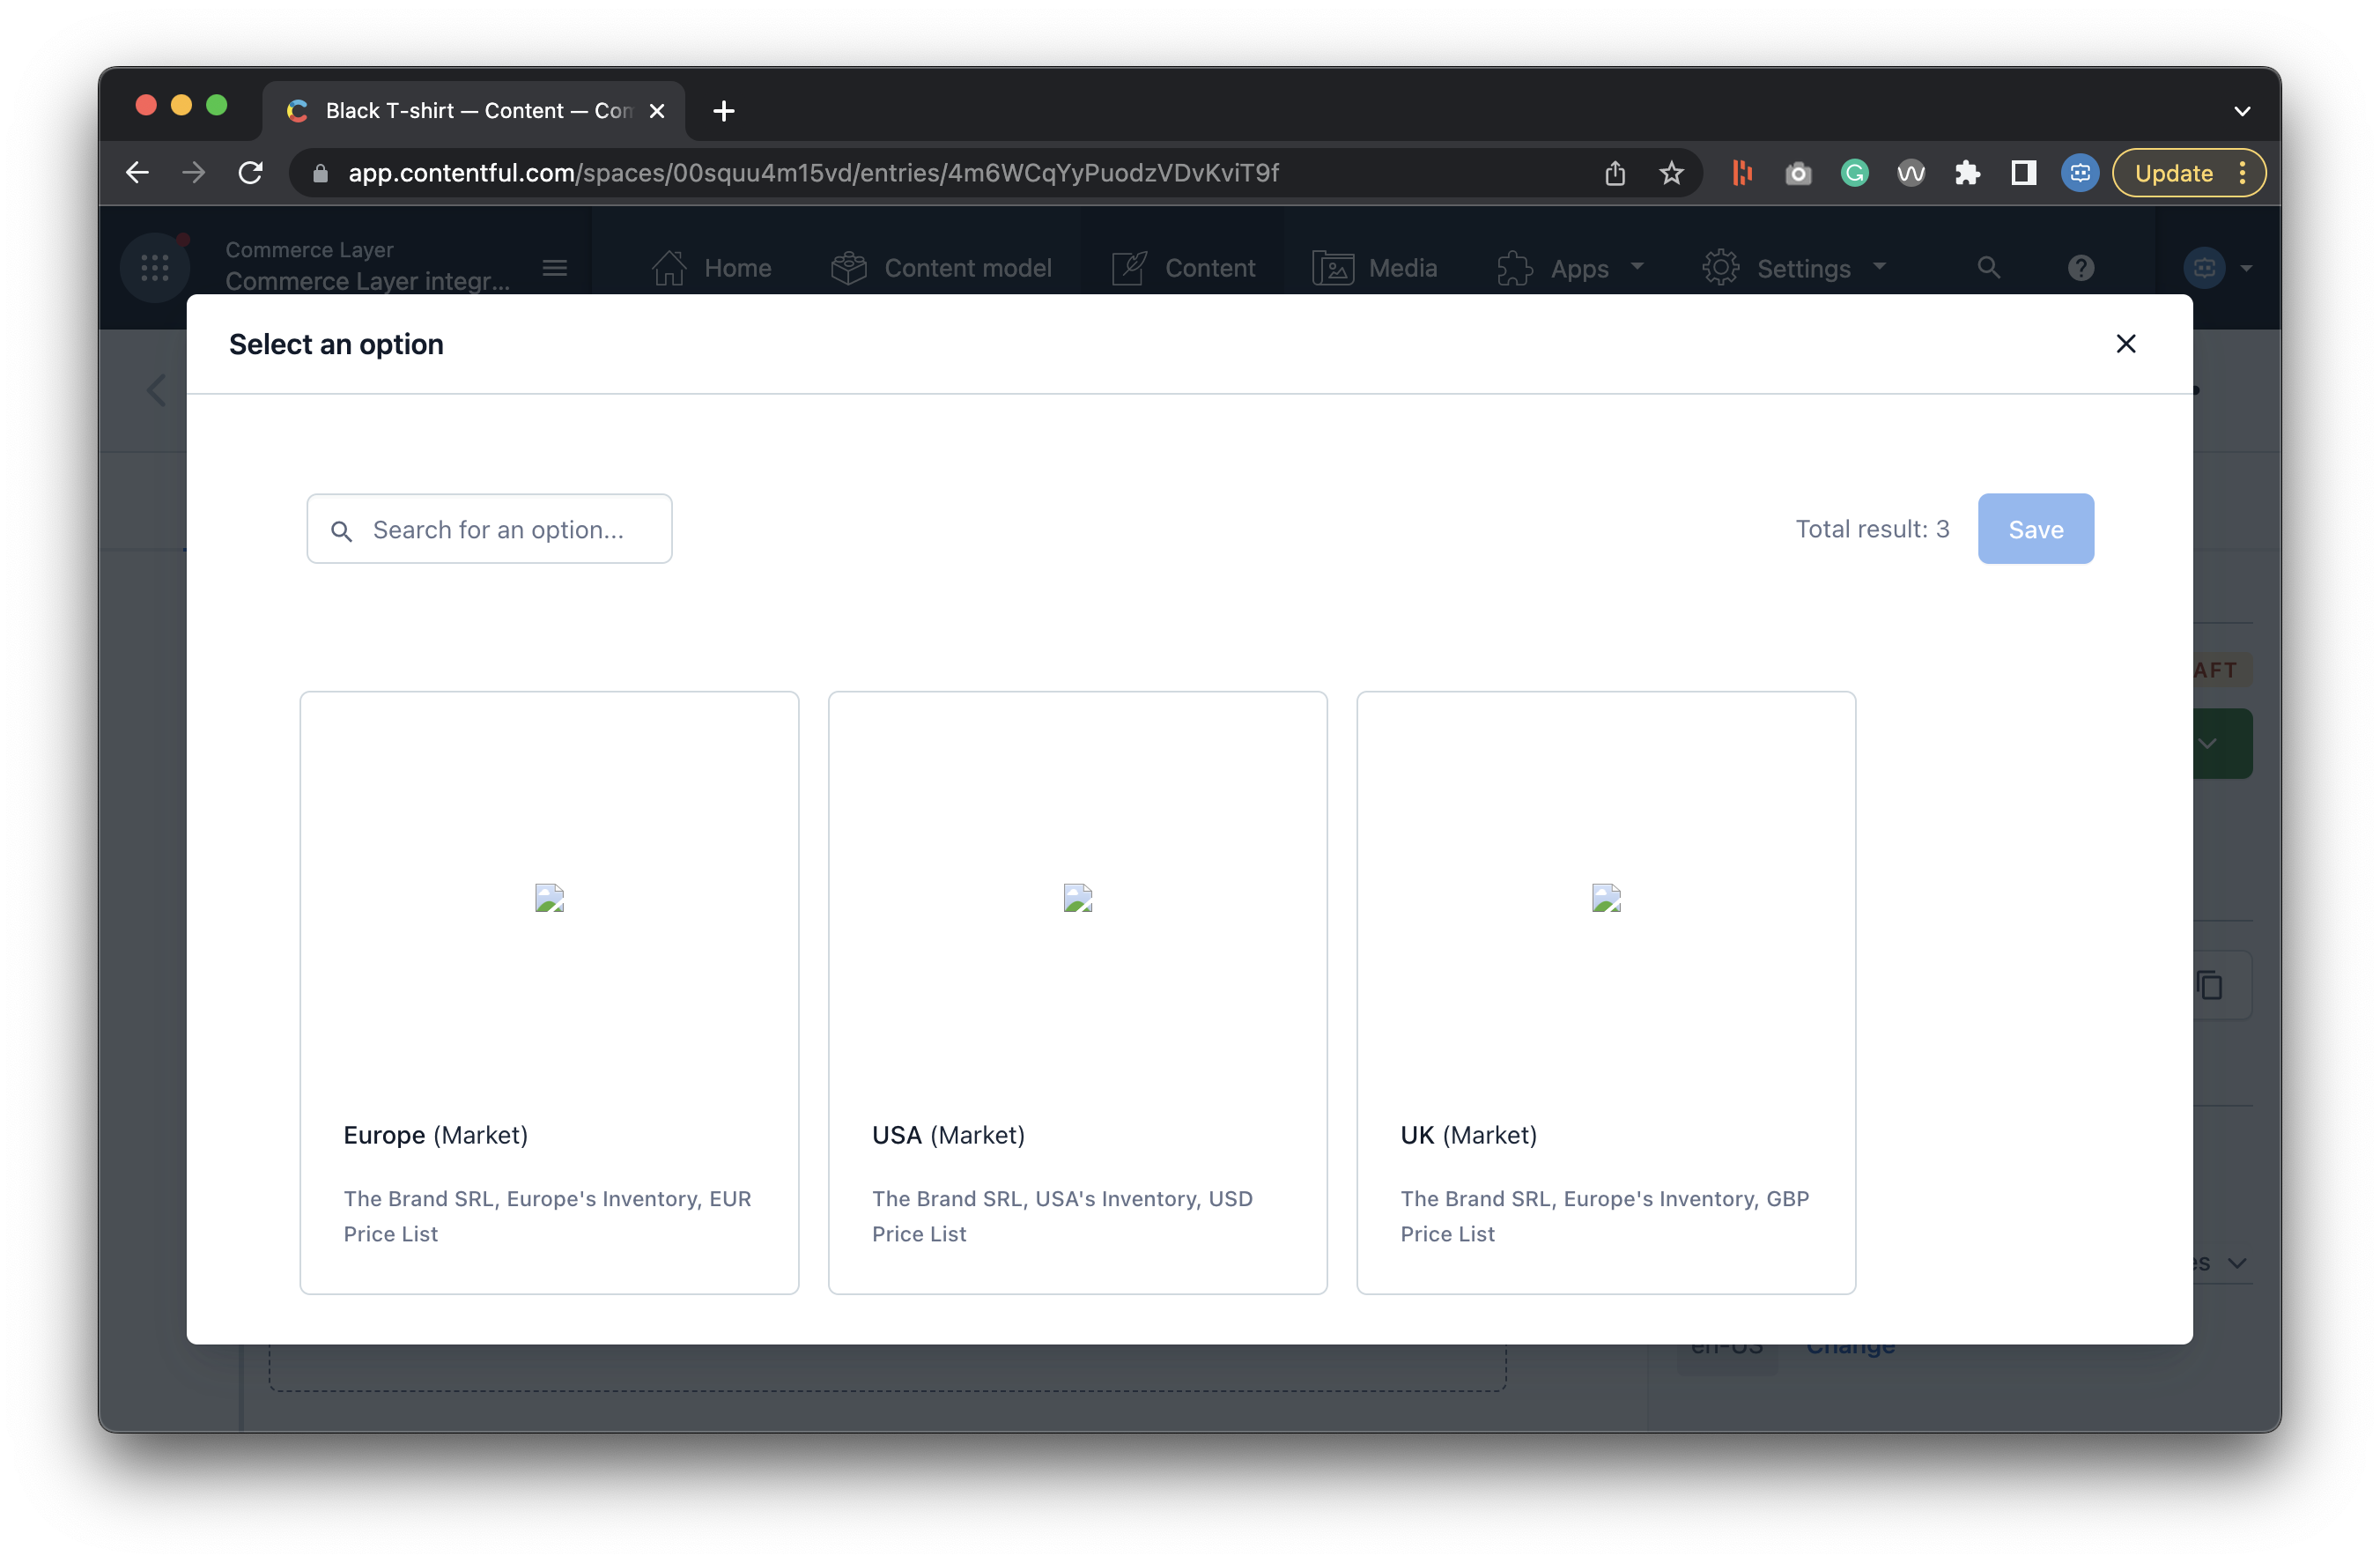 Black T-shirt — Content — Com
app.contentful.com/spaces/00squu4m15vd/entries/4m6WCqYyPuodzVDvKviT9f
Update
Commerce Layer
Commerce Layer integr...
Home
Content model
Content
Media
Apps
Settings
Select an option
Search for an option...
Total result: 3
Save
AFT
Europe (Market)
The Brand SRL, Europe's Inventory, EUR
Price List
USA (Market)
The Brand SRL, USA's Inventory, USD
Price List
UK (Market)
The Brand SRL, Europe's Inventory, GBP
Price List
es
en-US
Change